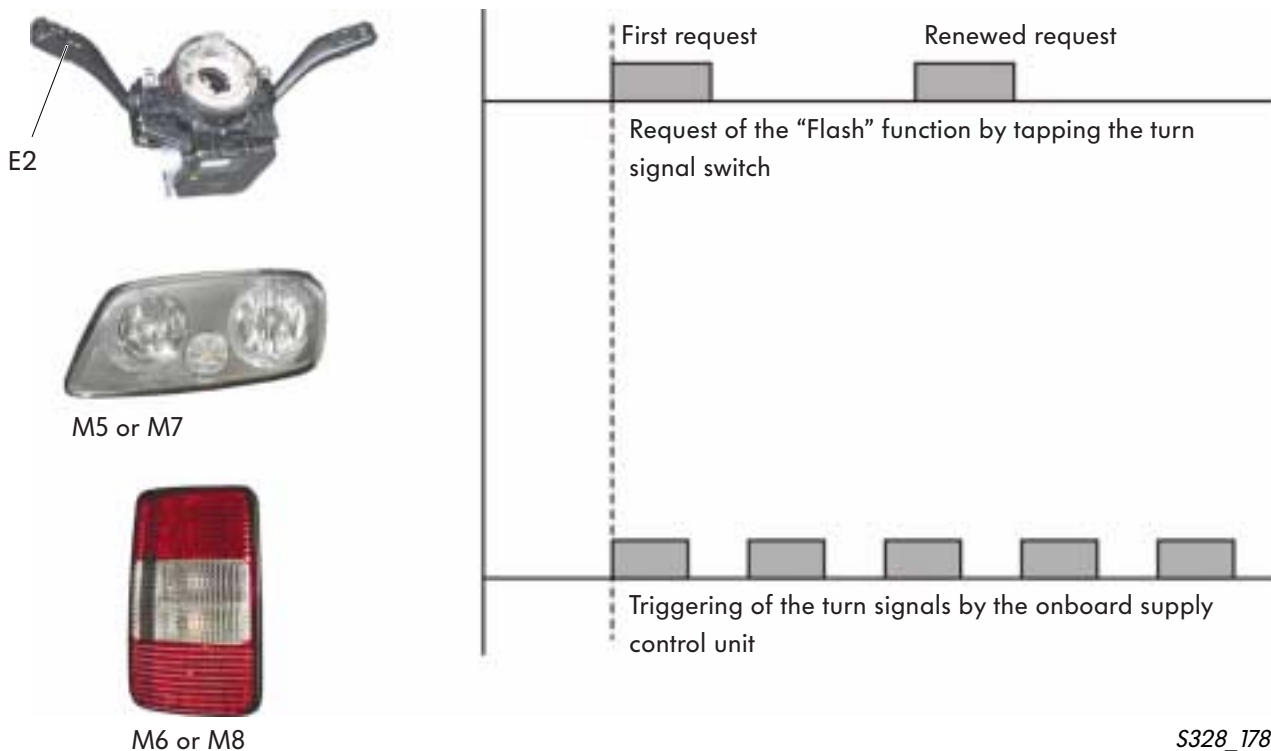 First request
Renewed request
Request of the “Flash” function by tapping the turn
signal switch
E2
M5 or M7
Triggering of the turn signals by the onboard supply
control unit
M6 or M8
S328_178